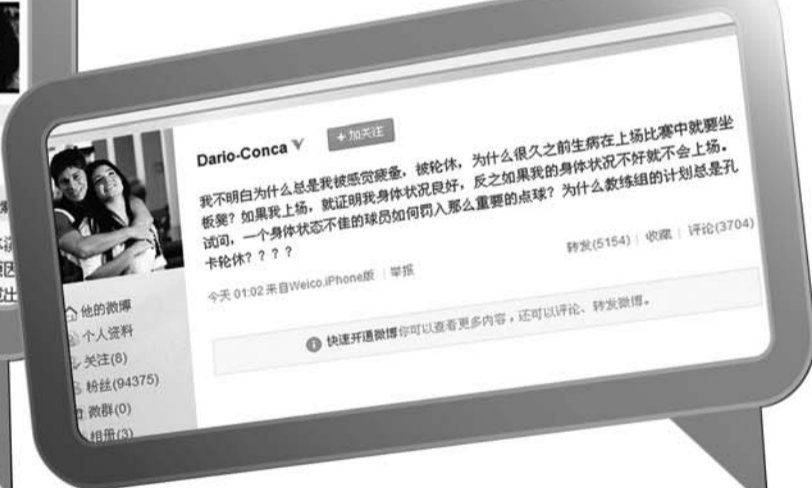 Dario-Conca V
+加关注
我不明白为什么总是我被感觉疲惫，被轮休，为什么很久之前生病在上场比赛中就要坐
板凳？如果我上场，就证明我身体状况良好，反之如果我的身体状况不好就不会上场。
试问，一个身体状态不佳的球员如何罚入那么重要的点球？为什么教练组的计划总是孔
卡轮休？？？？
今天 01:02 来自Weico.iPhone版 | 举报
转发(5154) | 收藏 | 评论(3704)
快速开通微博你可以查看更多内容，还可以评论、转发微博。
他的微博
个人资料
关注(8)
粉丝(94375)
微群(0)
相册(3)